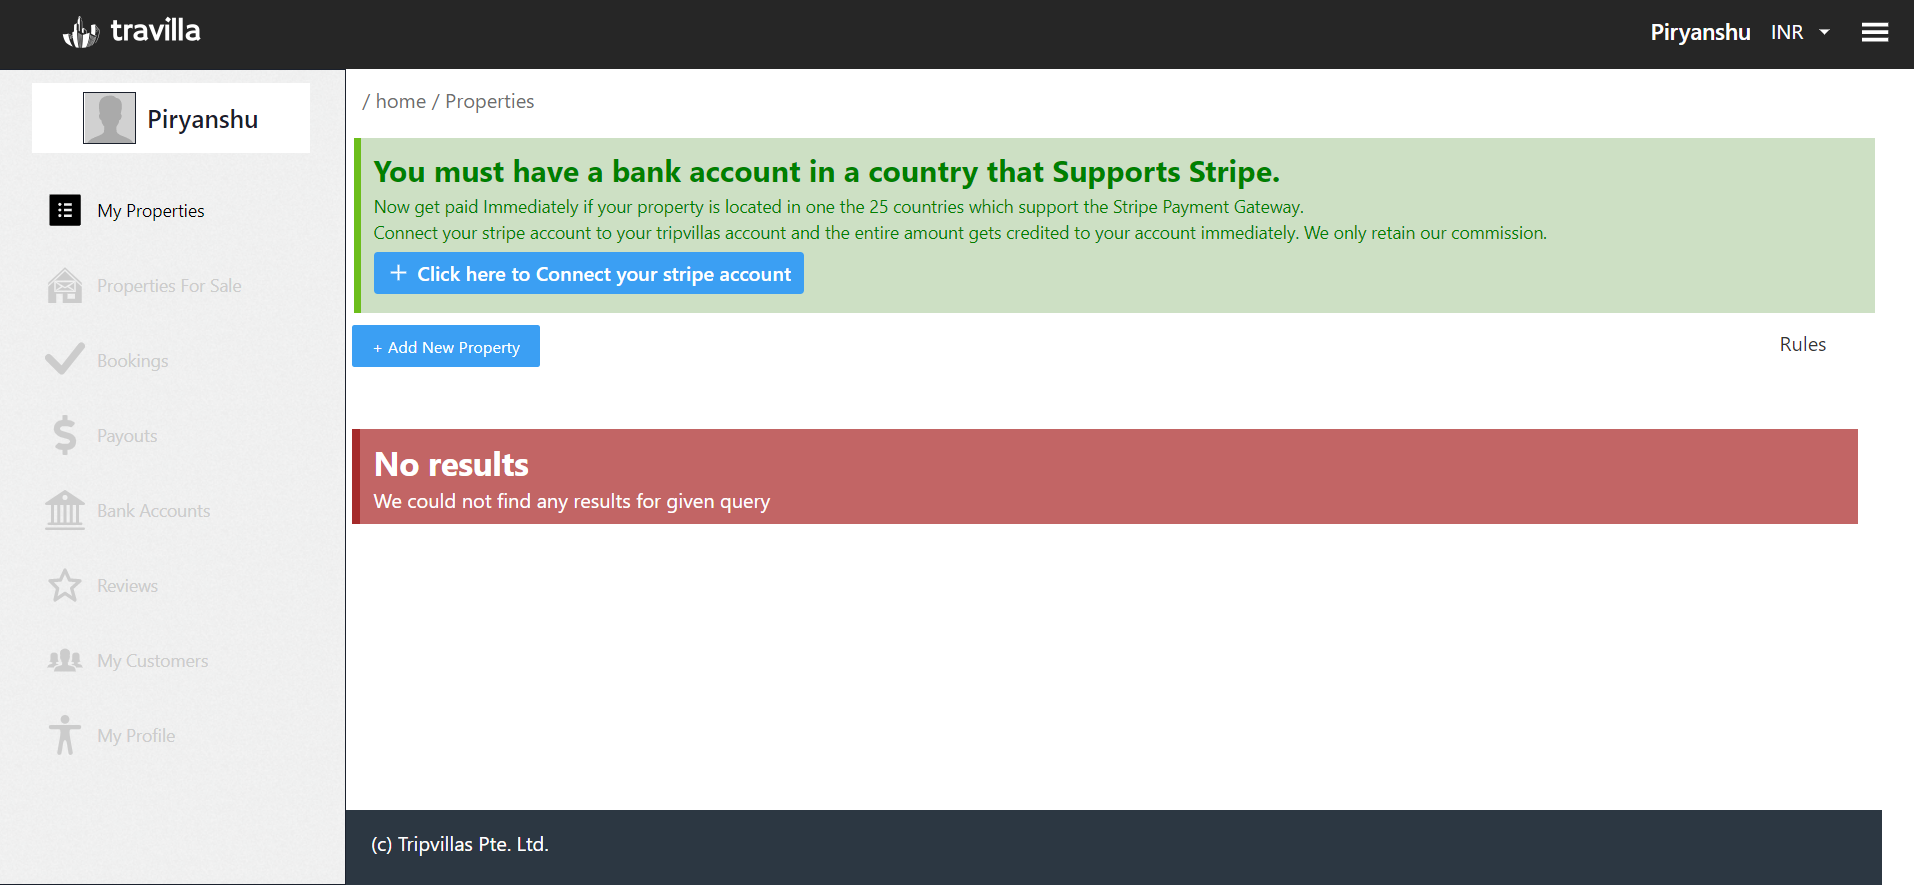 travilla
Piryanshu INR
Piryanshu
My Properties
Properties For Sale
Bookings
Payouts
Bank Accounts
Reviews
My Customers
My Profile
/ home / Properties
You must have a bank account in a country that Supports Stripe.
Now get paid Immediately if your property is located in one the 25 countries which support the Stripe Payment Gateway.
Connect your stripe account to your tripvillas account and the entire amount gets credited to your account immediately. We only retain our commission.
+ Click here to Connect your stripe account
+ Add New Property
Rules
No results
We could not find any results for given query
(c) Tripvillas Pte. Ltd.